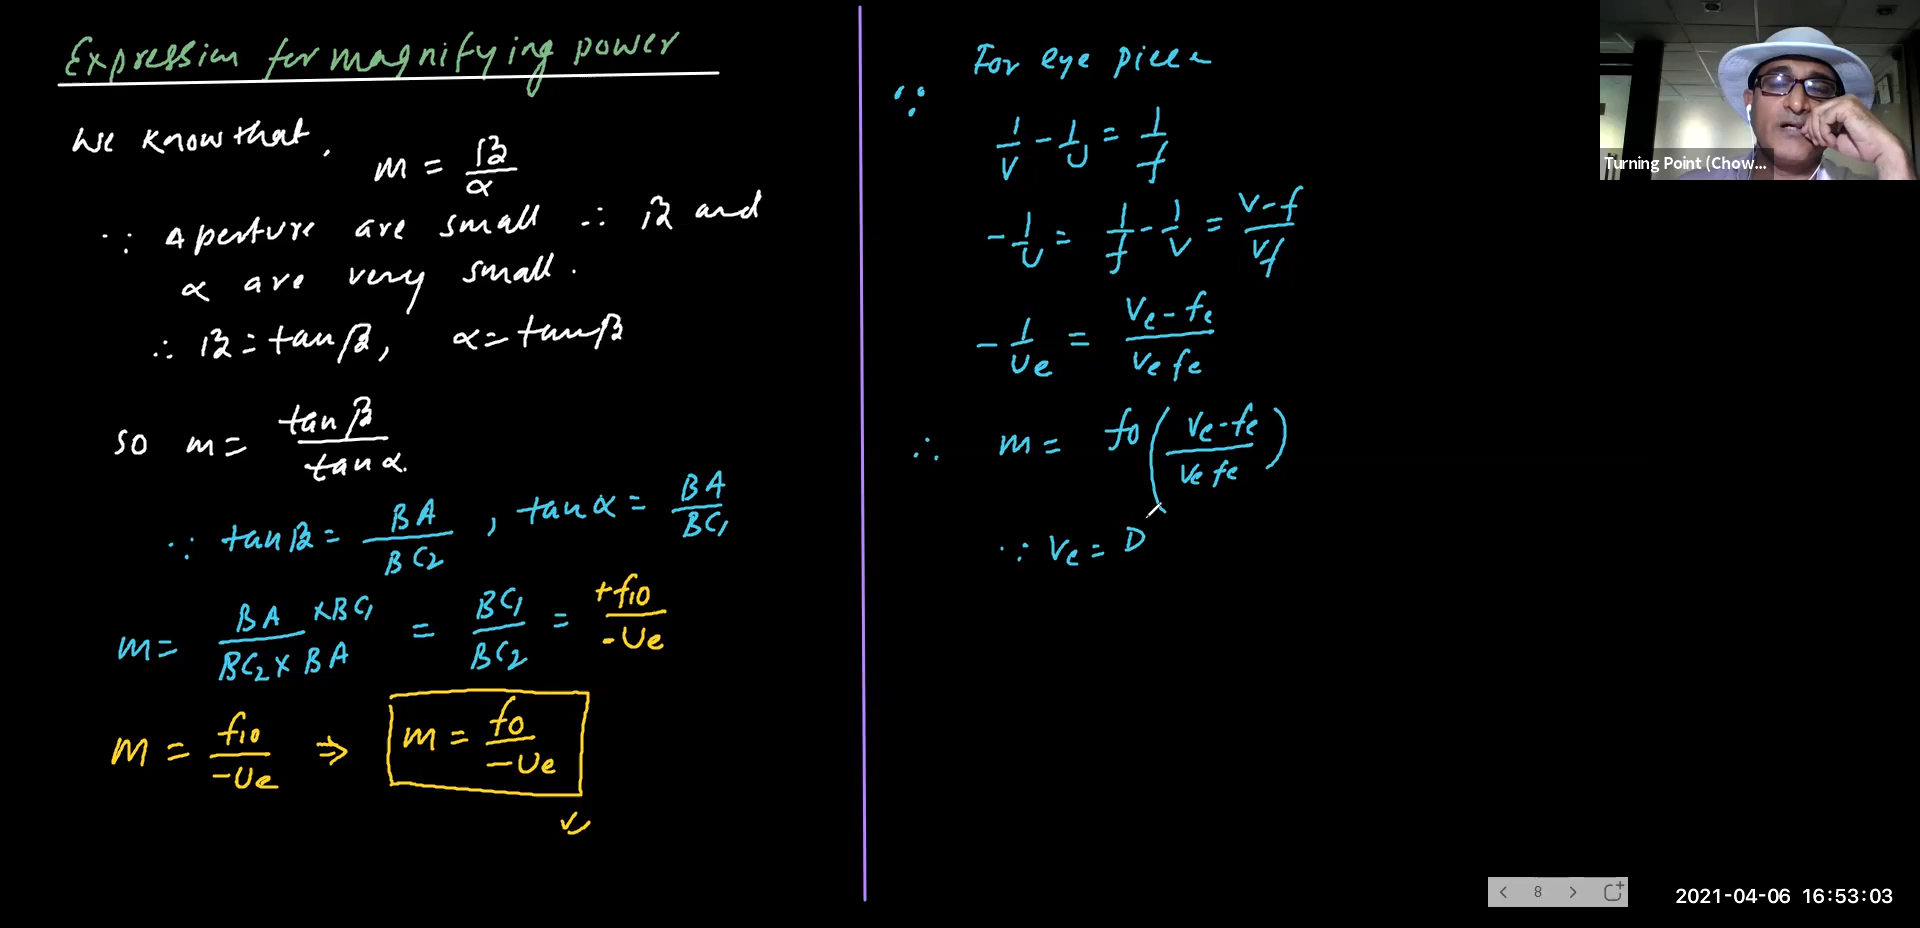 Expression for magnifying power
We know that,
m = β/α
∵ Aperture are small ∴ β and
α are very small.
∴ β = tan β, α = tan β
so m = tan β / tan α.
∵ tan β = BA/BC2 , tan α = BA/BC1
m = BA × BC1 / BC2 × BA = BC1/BC2 = +f10/-Ue
m = f10/-Ue ⇒ m = fo/-Ue
For eye piece
∵
1/V - 1/U = 1/f
- 1/U = 1/f - 1/V = V-f/Vf
- 1/Ue = Ve - fe / Ve fe
∴ m = fo (Ve - fe / Ve fe)
∵ Ve = D
Turning Point (Chow...
8
2021-04-06 16:53:03